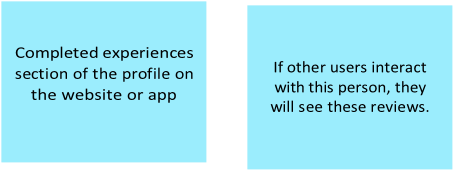 Completed experiences
section of the profile on
the website or app
If other users interact
with this person, they
will see these reviews.